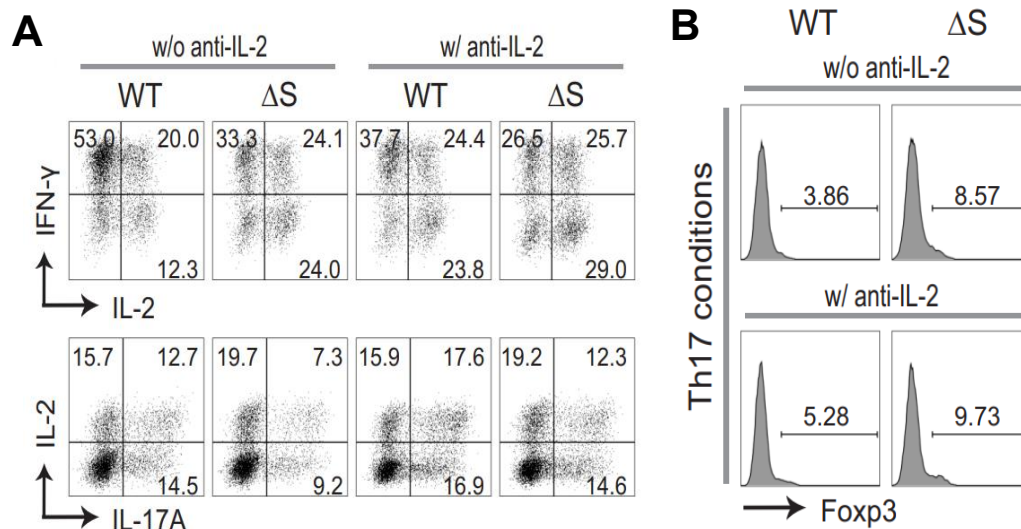 A
w/o anti-IL-2
w/ anti-IL-2
WT
ΔS
WT
ΔS
53.0
20.0
33.3
24.1
37.7
24.4
26.5
25.7
12.3
24.0
23.8
29.0
IFN-γ
IL-2
15.7
12.7
19.7
7.3
15.9
17.6
19.2
12.3
14.5
9.2
16.9
14.6
IL-2
IL-17A
B
WT
ΔS
w/o anti-IL-2
3.86
8.57
w/ anti-IL-2
5.28
9.73
Th17 conditions
Foxp3